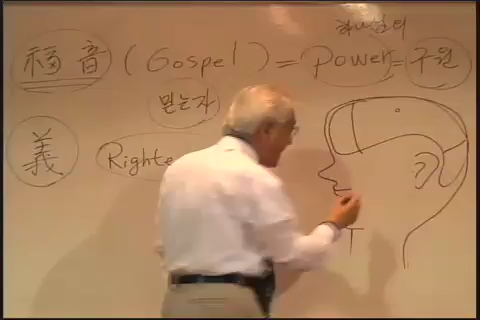 하나님의
福音 (Gospel) = Power = 구원
믿는자
義 Righte